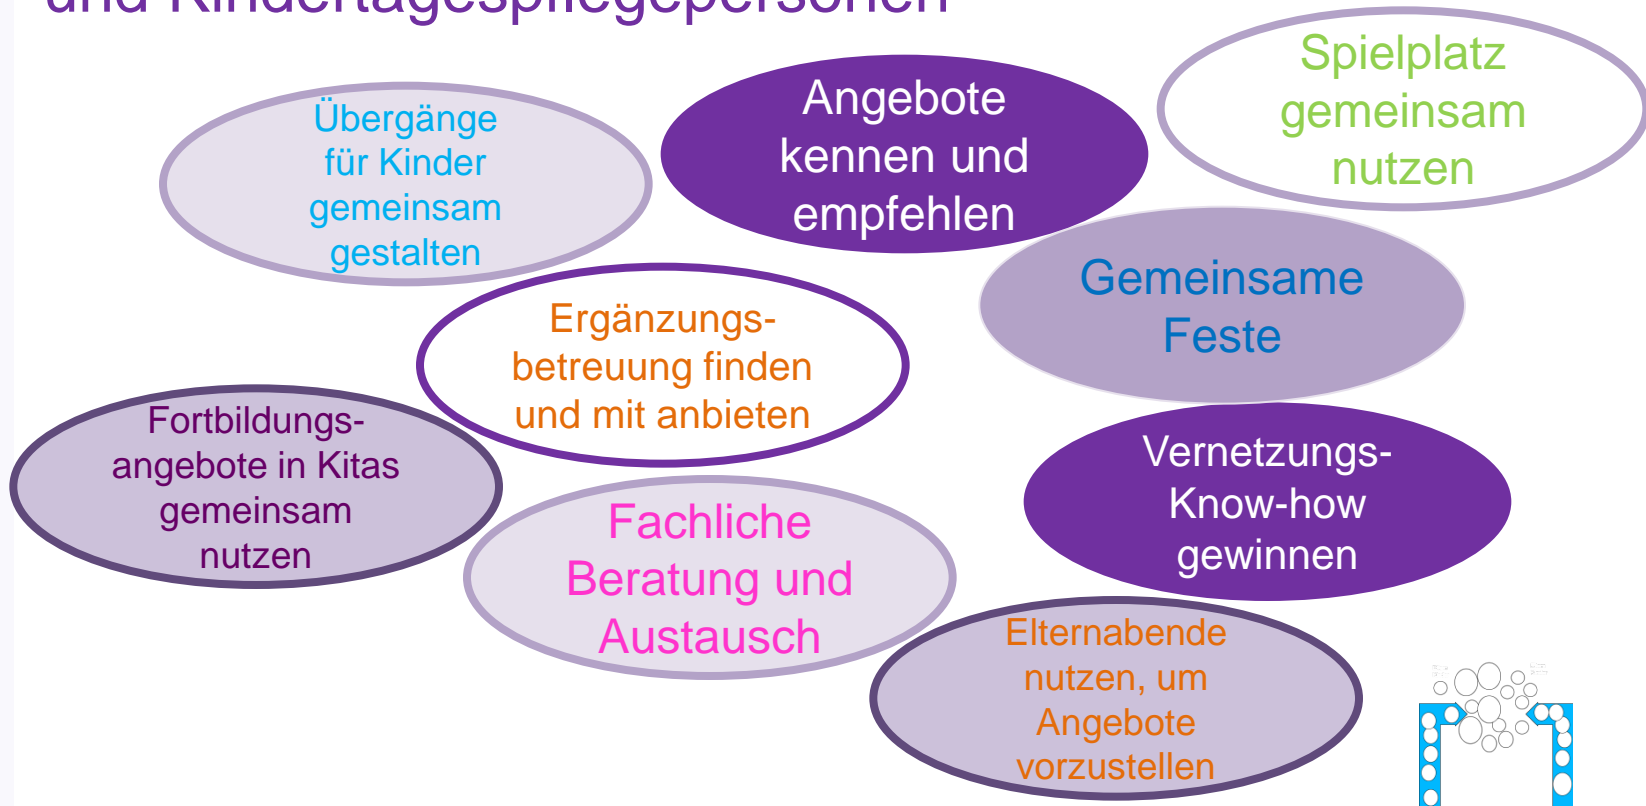 und Kindertagespflegepersonen
Spielplatz
gemeinsam
nutzen
Angebote
kennen und
empfehlen
Übergänge
für Kinder
gemeinsam
gestalten
Gemeinsame
Feste
Ergänzungs-
betreuung finden
und mit anbieten
Fortbildungs-
angebote in Kitas
gemeinsam
nutzen
Vernetzungs-
Know-how
gewinnen
Fachliche
Beratung und
Austausch
Elternabende
nutzen, um
Angebote
vorzustellen